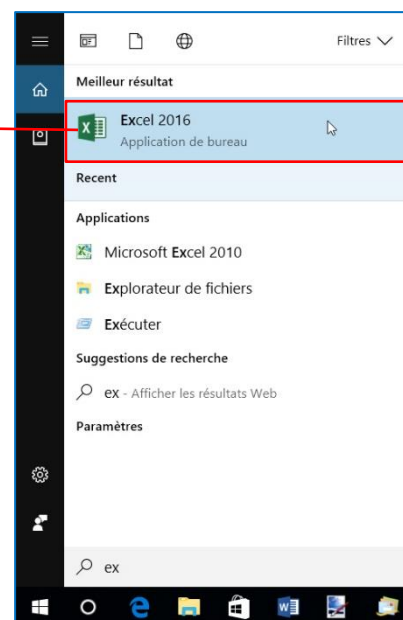 Filtres
Meilleur résultat
Excel 2016
Application de bureau
Recent
Applications
Microsoft Excel 2010
Explorateur de fichiers
Exécuter
Suggestions de recherche
ex - Afficher les résultats Web
Paramètres
ex